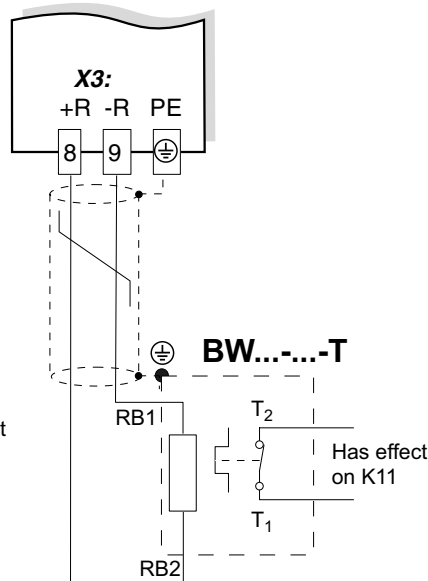 X3:
+R -R PE
8 9
BW...-...-T
RB1
T2
t
Has effect
on K11
T1
RB2